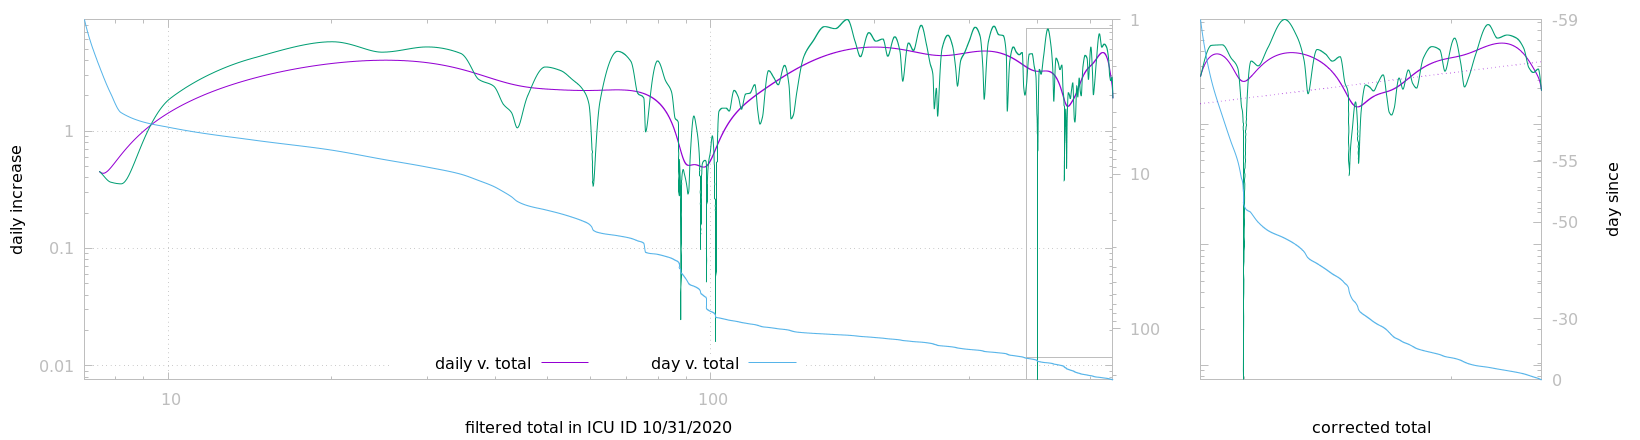 daily increase
1
0.1
0.01
10
100
filtered total in ICU ID 10/31/2020
daily v. total
day v. total
1
10
100
-59
-55
-50
-30
0
day since
corrected total